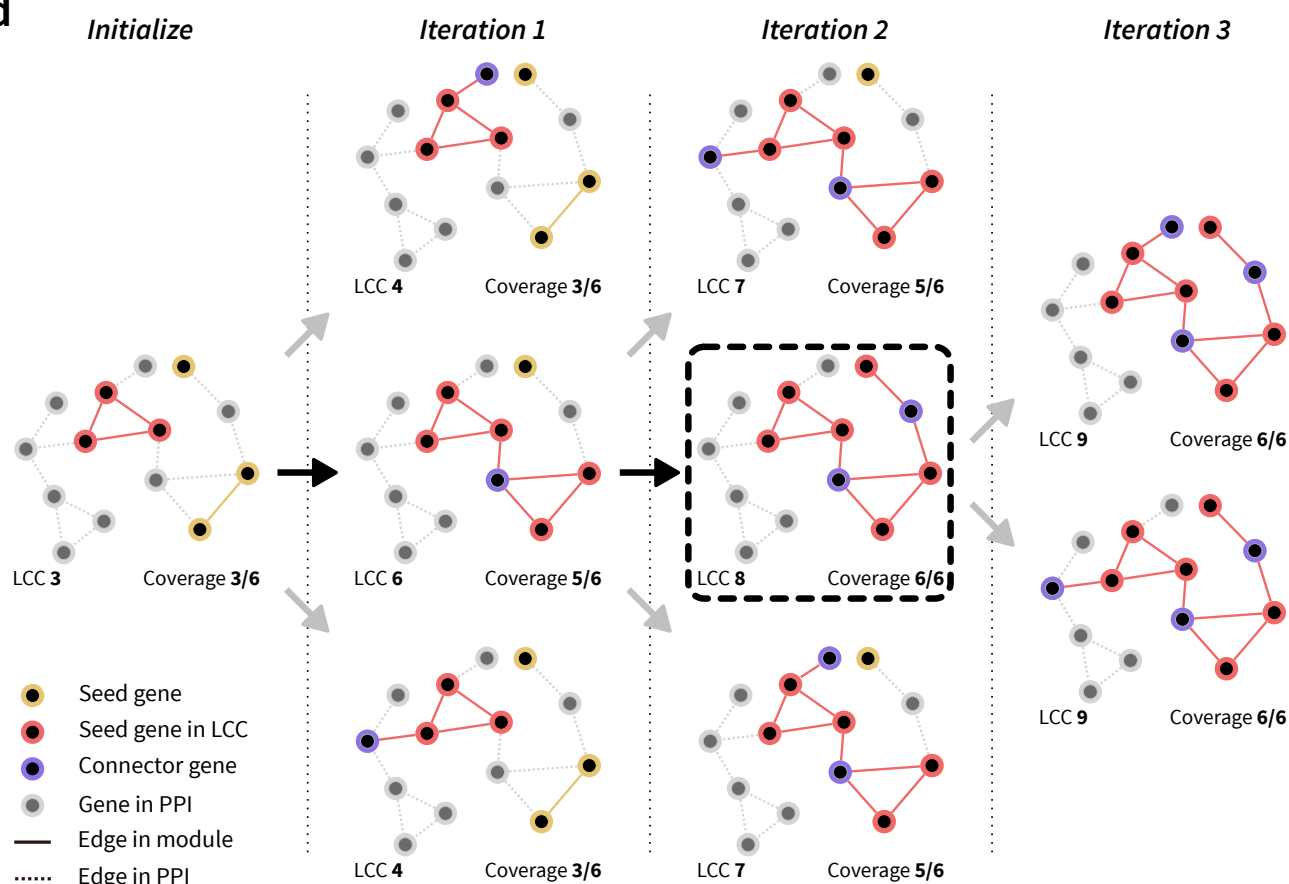 d
Initialize
Iteration 1
Iteration 2
Iteration 3
LCC 4
Coverage 3/6
LCC 7
Coverage 5/6
LCC 9
Coverage 6/6
LCC 3
Coverage 3/6
LCC 6
Coverage 5/6
LCC 8
Coverage 6/6
LCC 9
Coverage 6/6
LCC 4
Coverage 3/6
LCC 7
Coverage 5/6
Seed gene
Seed gene in LCC
Connector gene
Gene in PPI
Edge in module
Edge in PPI